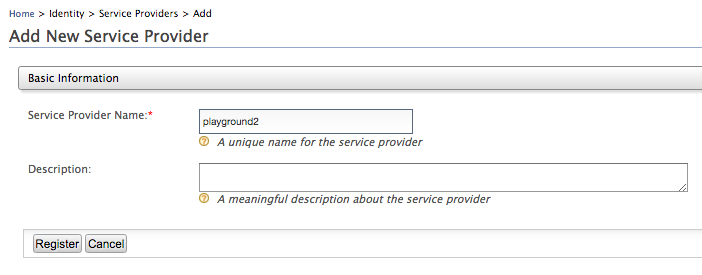 Home > Identity > Service Providers > Add
Add New Service Provider
Basic Information
Service Provider Name:* playground2
A unique name for the service provider
Description:
A meaningful description about the service provider
Register Cancel